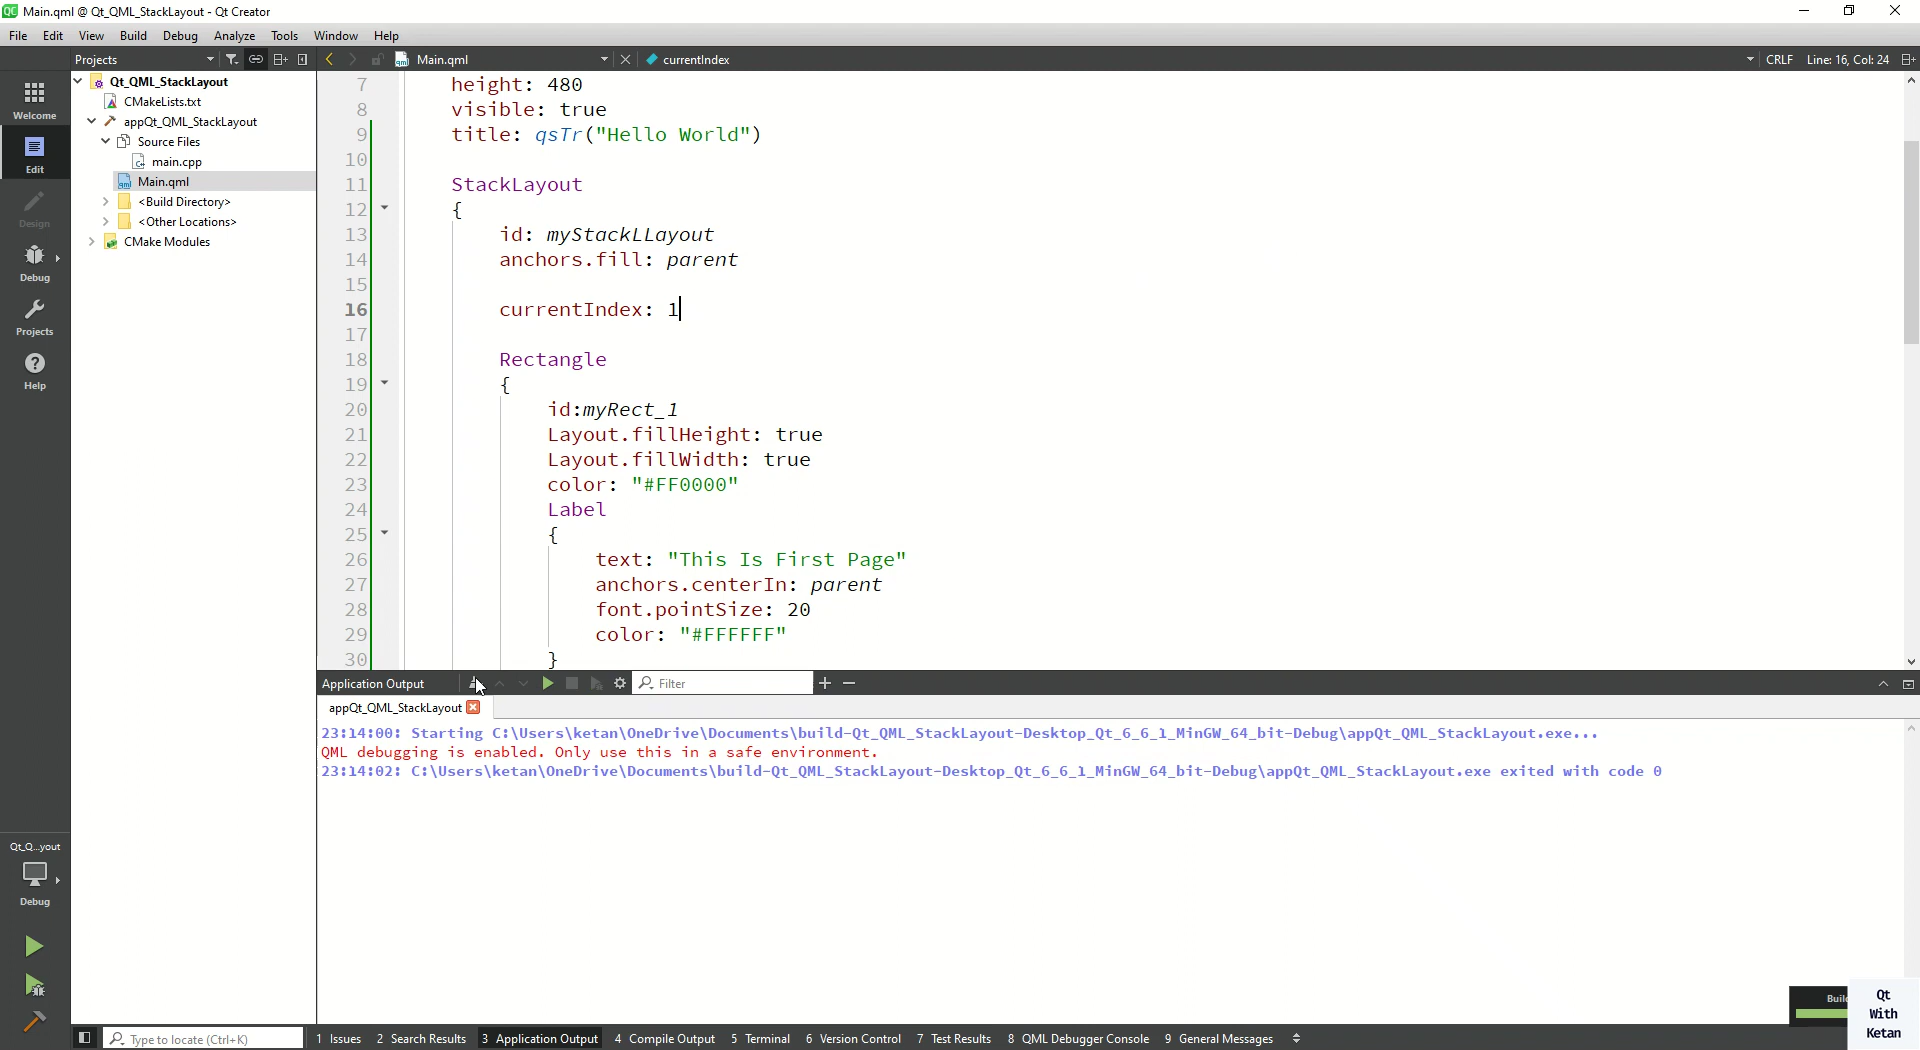 Main.qml @ Qt_QML_StackLayout - Qt Creator
File Edit View Build Debug Analyze Tools Window Help
Projects Main.qml currentIndex CRLF Line: 16, Col: 24
Welcome
Edit
Design
Debug
Projects
Help
Qt_QML_StackLayout
CMakeLists.txt
appQt_QML_StackLayout
Source Files
main.cpp
Main.qml
<Build Directory>
<Other Locations>
CMake Modules
7 height: 480
8 visible: true
9 title: qsTr("Hello World")
10
11 StackLayout
12 {
13 id: myStackLLayout
14 anchors.fill: parent
15
16 currentIndex: 1
17
18 Rectangle
19 {
20 id:myRect_1
21 Layout.fillHeight: true
22 Layout.fillWidth: true
23 color: "#FF0000"
24 Label
25 {
26 text: "This Is First Page"
27 anchors.centerIn: parent
28 font.pointSize: 20
29 color: "#FFFFFF"
30 }
Application Output Filter
appQt_QML_StackLayout
23:14:00: Starting C:\Users\ketan\OneDrive\Documents\build-Qt_QML_StackLayout-Desktop_Qt_6_6_1_MinGW_64_bit-Debug\appQt_QML_StackLayout.exe...
QML debugging is enabled. Only use this in a safe environment.
23:14:02: C:\Users\ketan\OneDrive\Documents\build-Qt_QML_StackLayout-Desktop_Qt_6_6_1_MinGW_64_bit-Debug\appQt_QML_StackLayout.exe exited with code 0
Qt_Q...yout
Debug
Qt
With
Ketan
Type to locate (Ctrl+K) 1 Issues 2 Search Results 3 Application Output 4 Compile Output 5 Terminal 6 Version Control 7 Test Results 8 QML Debugger Console 9 General Messages